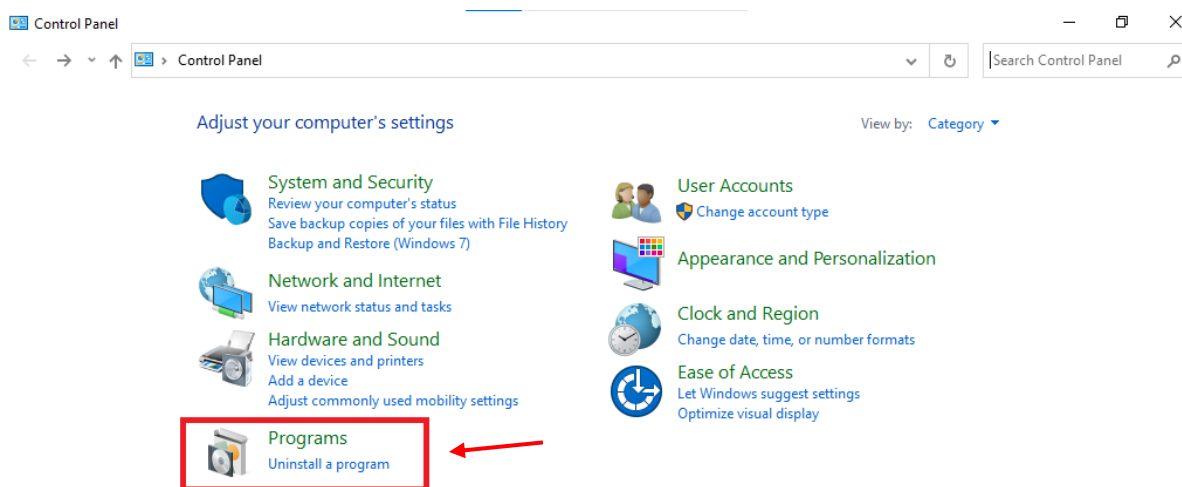 Control Panel
Control Panel
Search Control Panel
Adjust your computer's settings
View by: Category
System and Security
Review your computer's status
Save backup copies of your files with File History
Backup and Restore (Windows 7)
Network and Internet
View network status and tasks
Hardware and Sound
View devices and printers
Add a device
Adjust commonly used mobility settings
Programs
Uninstall a program
User Accounts
Change account type
Appearance and Personalization
Clock and Region
Change date, time, or number formats
Ease of Access
Let Windows suggest settings
Optimize visual display